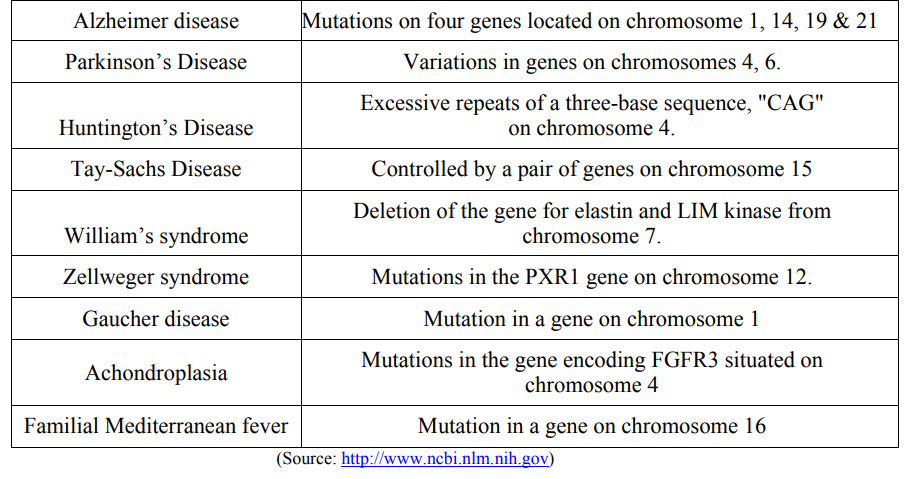 Alzheimer disease
Mutations on four genes located on chromosome 1, 14, 19 & 21
Parkinson’s Disease
Variations in genes on chromosomes 4, 6.
Huntington’s Disease
Excessive repeats of a three-base sequence, "CAG"
on chromosome 4.
Tay-Sachs Disease
Controlled by a pair of genes on chromosome 15
William’s syndrome
Deletion of the gene for elastin and LIM kinase from
chromosome 7.
Zellweger syndrome
Mutations in the PXR1 gene on chromosome 12.
Gaucher disease
Mutation in a gene on chromosome 1
Achondroplasia
Mutations in the gene encoding FGFR3 situated on
chromosome 4
Familial Mediterranean fever
Mutation in a gene on chromosome 16
(Source: http://www.ncbi.nlm.nih.gov)